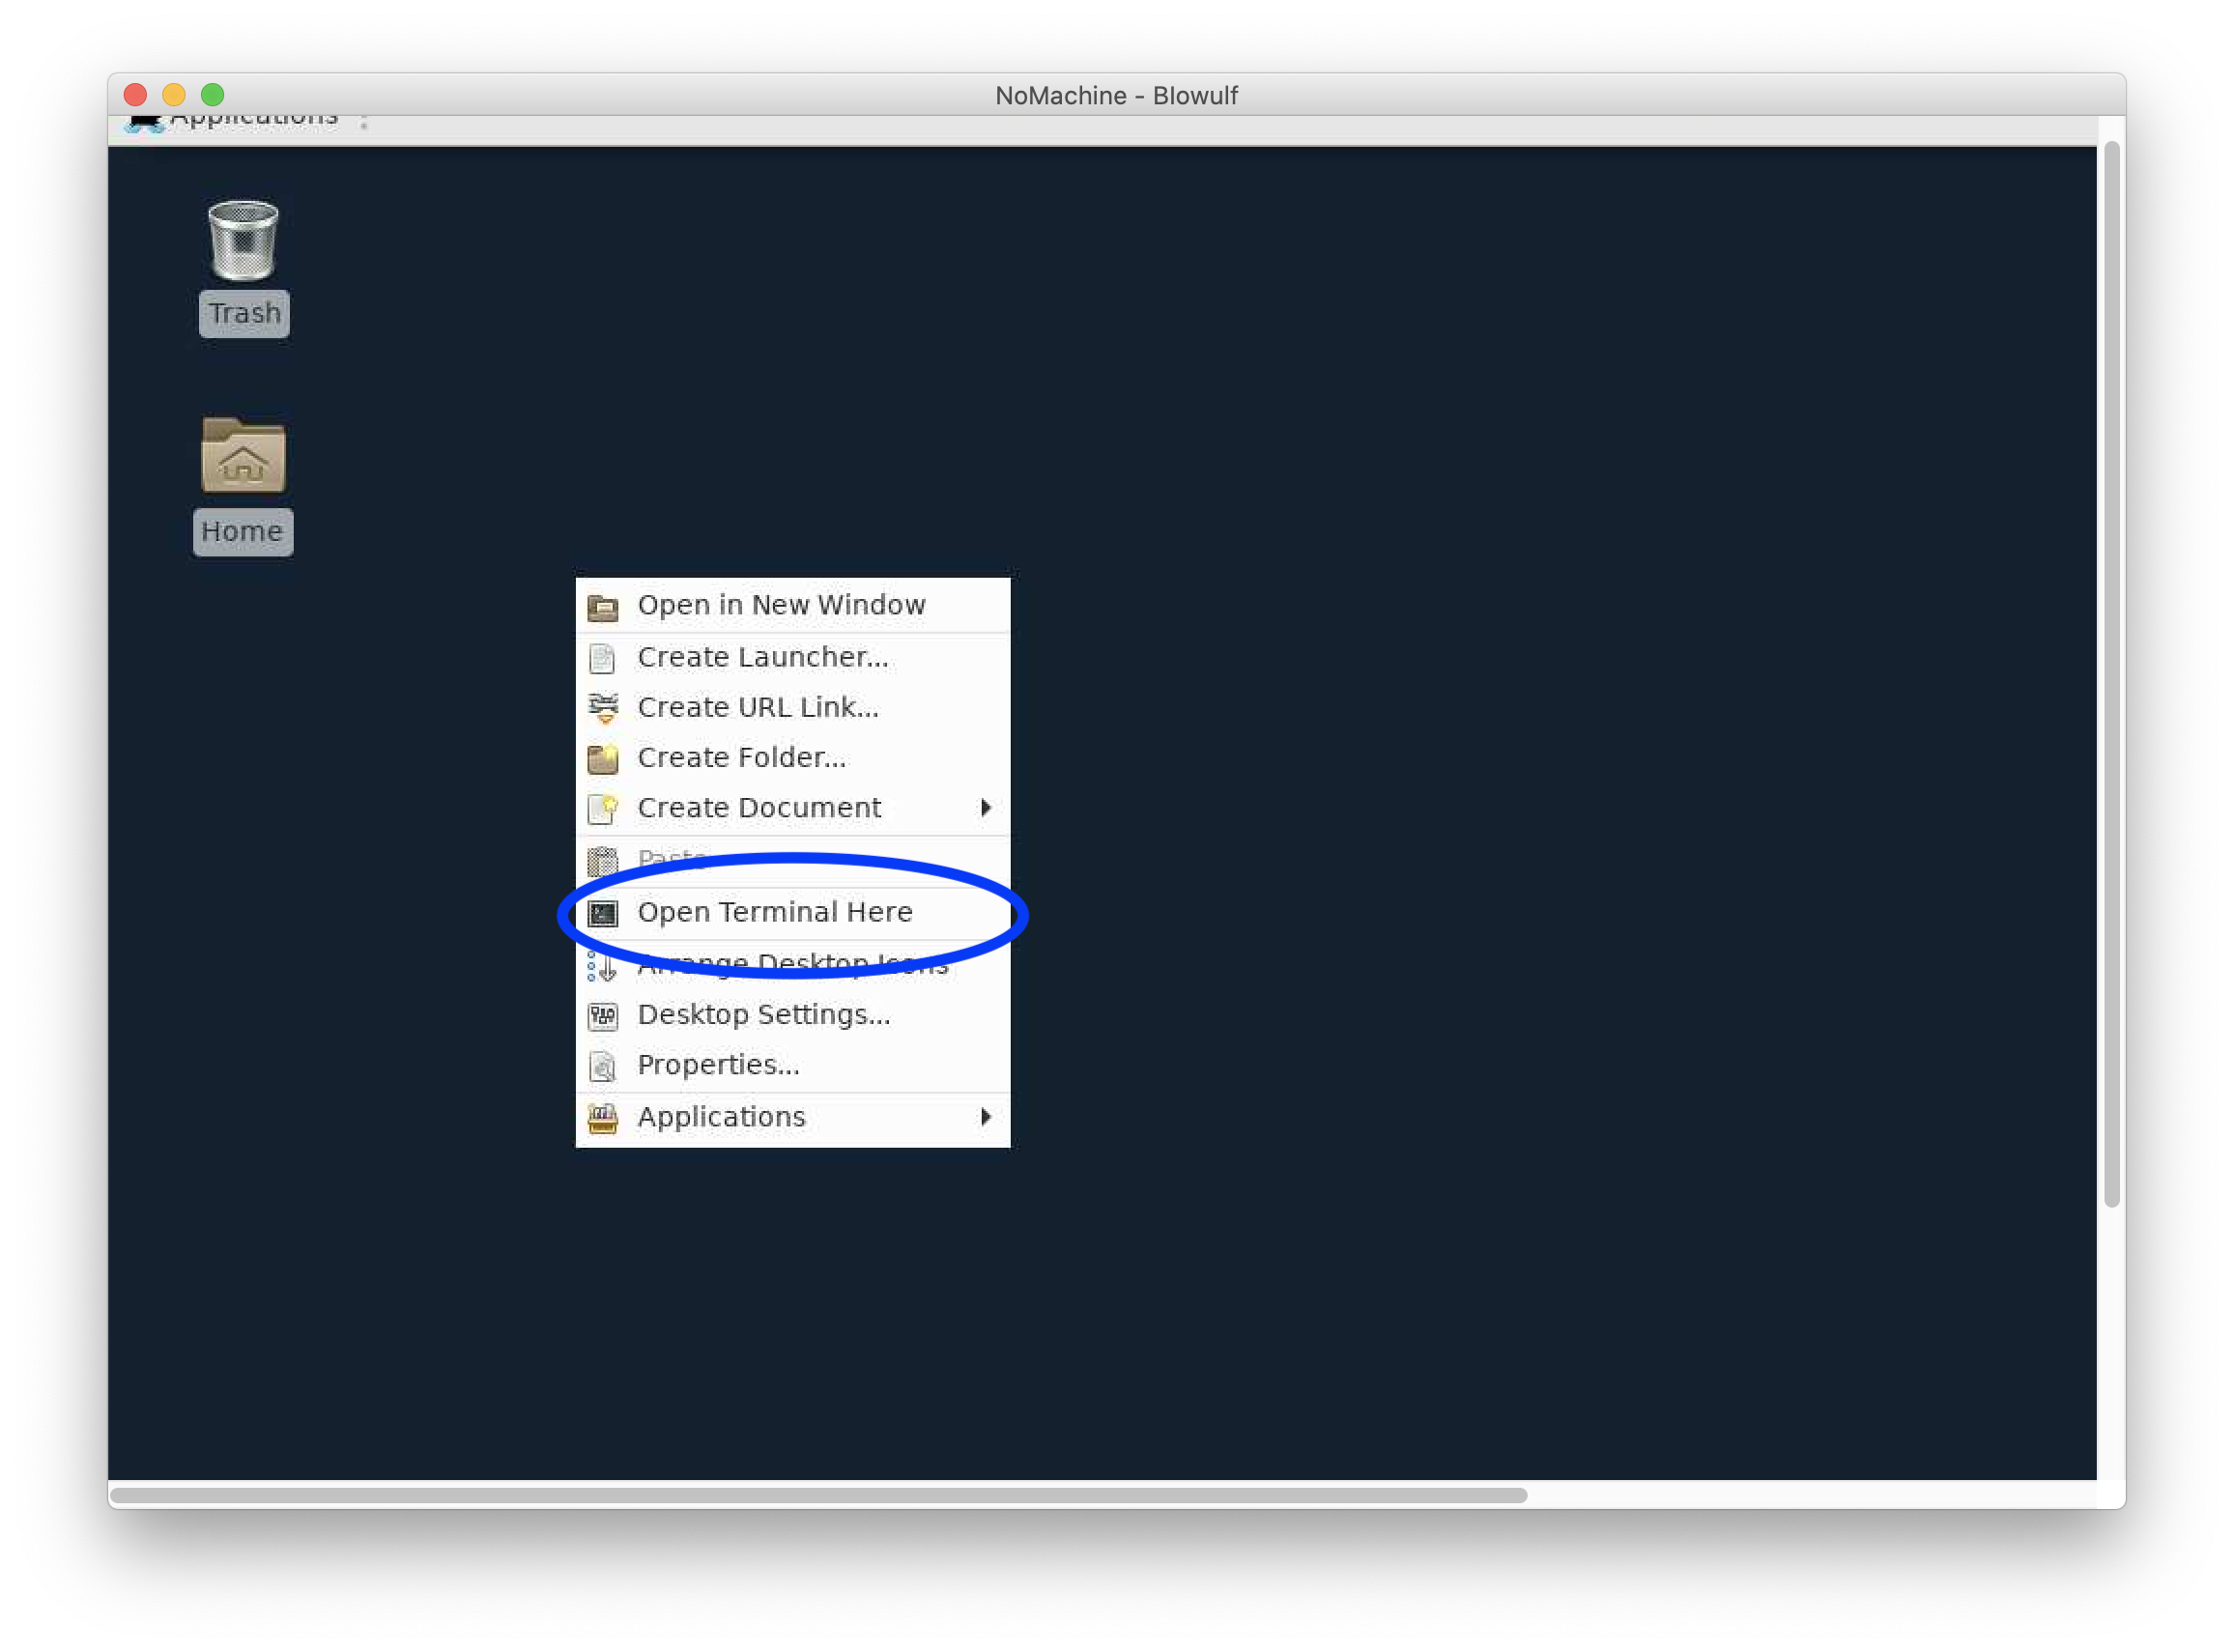 NoMachine - BIowulf
Applications
Trash
Home
Open in New Window
Create Launcher...
Create URL Link...
Create Folder...
Create Document
Paste
Open Terminal Here
Arrange Desktop Icons
Desktop Settings...
Properties...
Applications